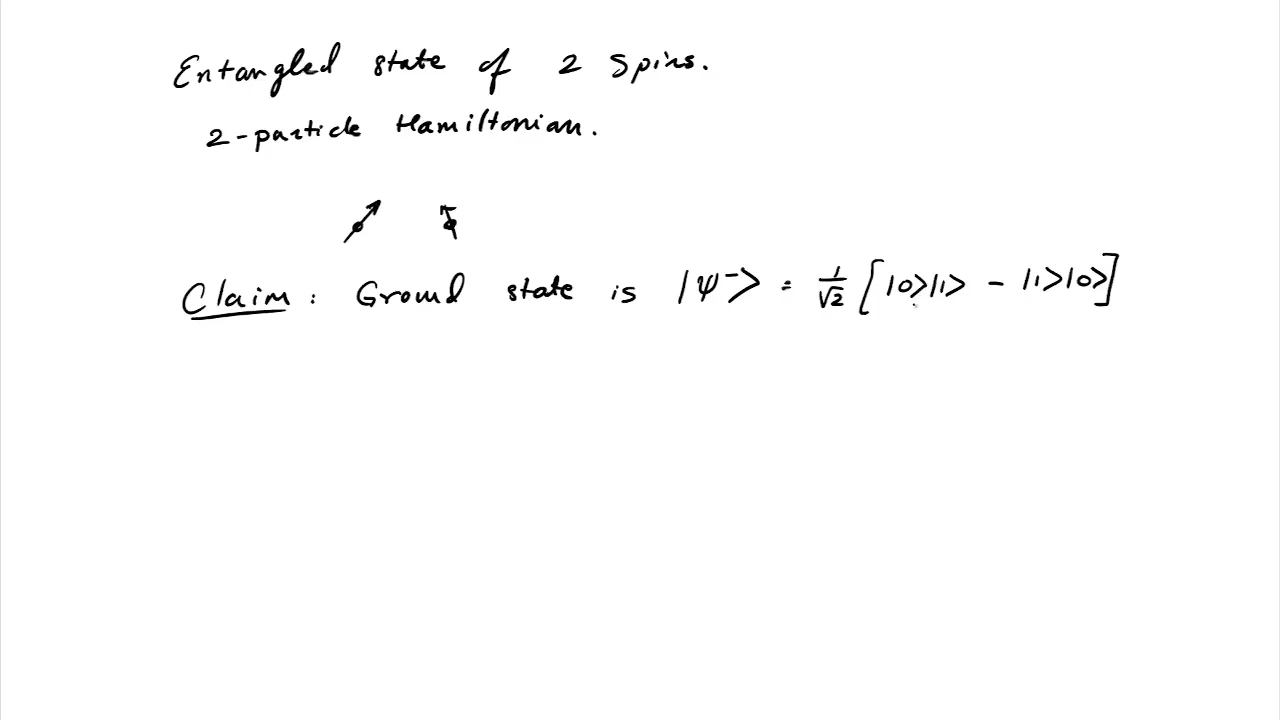 Entangled state of 2 Spins.
2-particle Hamiltonian.
Claim: Ground state is |ψ⁻> = 1/√2 [|0>|1> - |1>|0>]